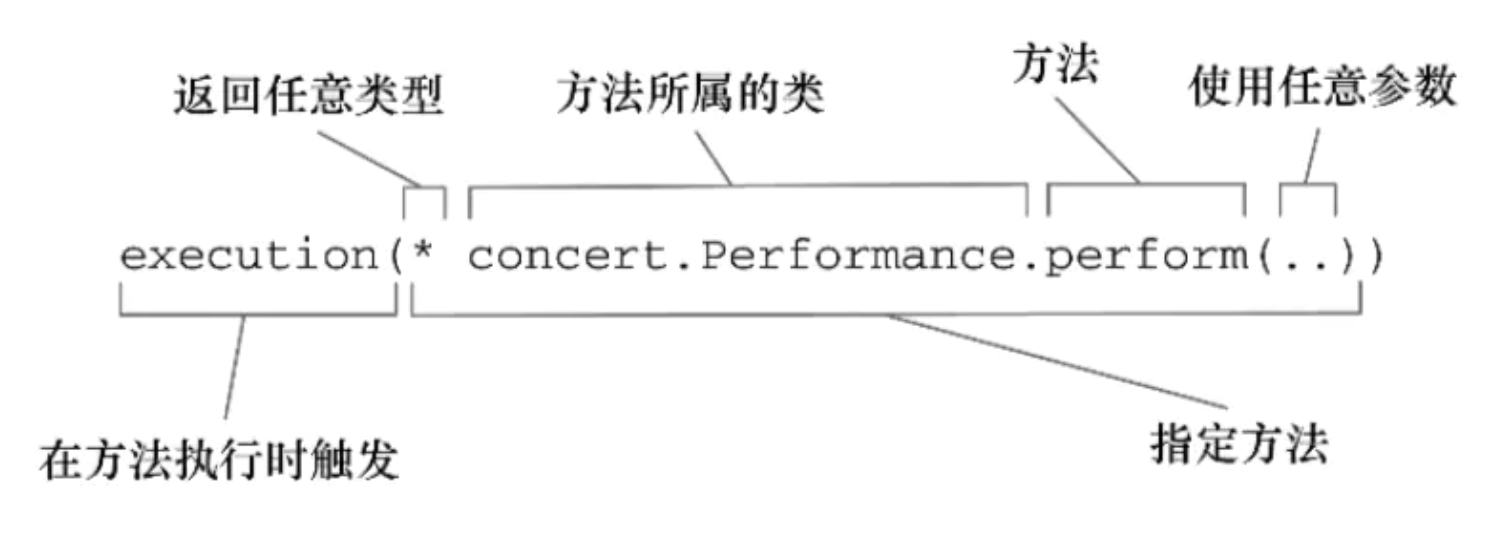 返回任意类型
方法所属的类
方法
使用任意参数
execution(* concert.Performance.perform(..))
在方法执行时触发
指定方法